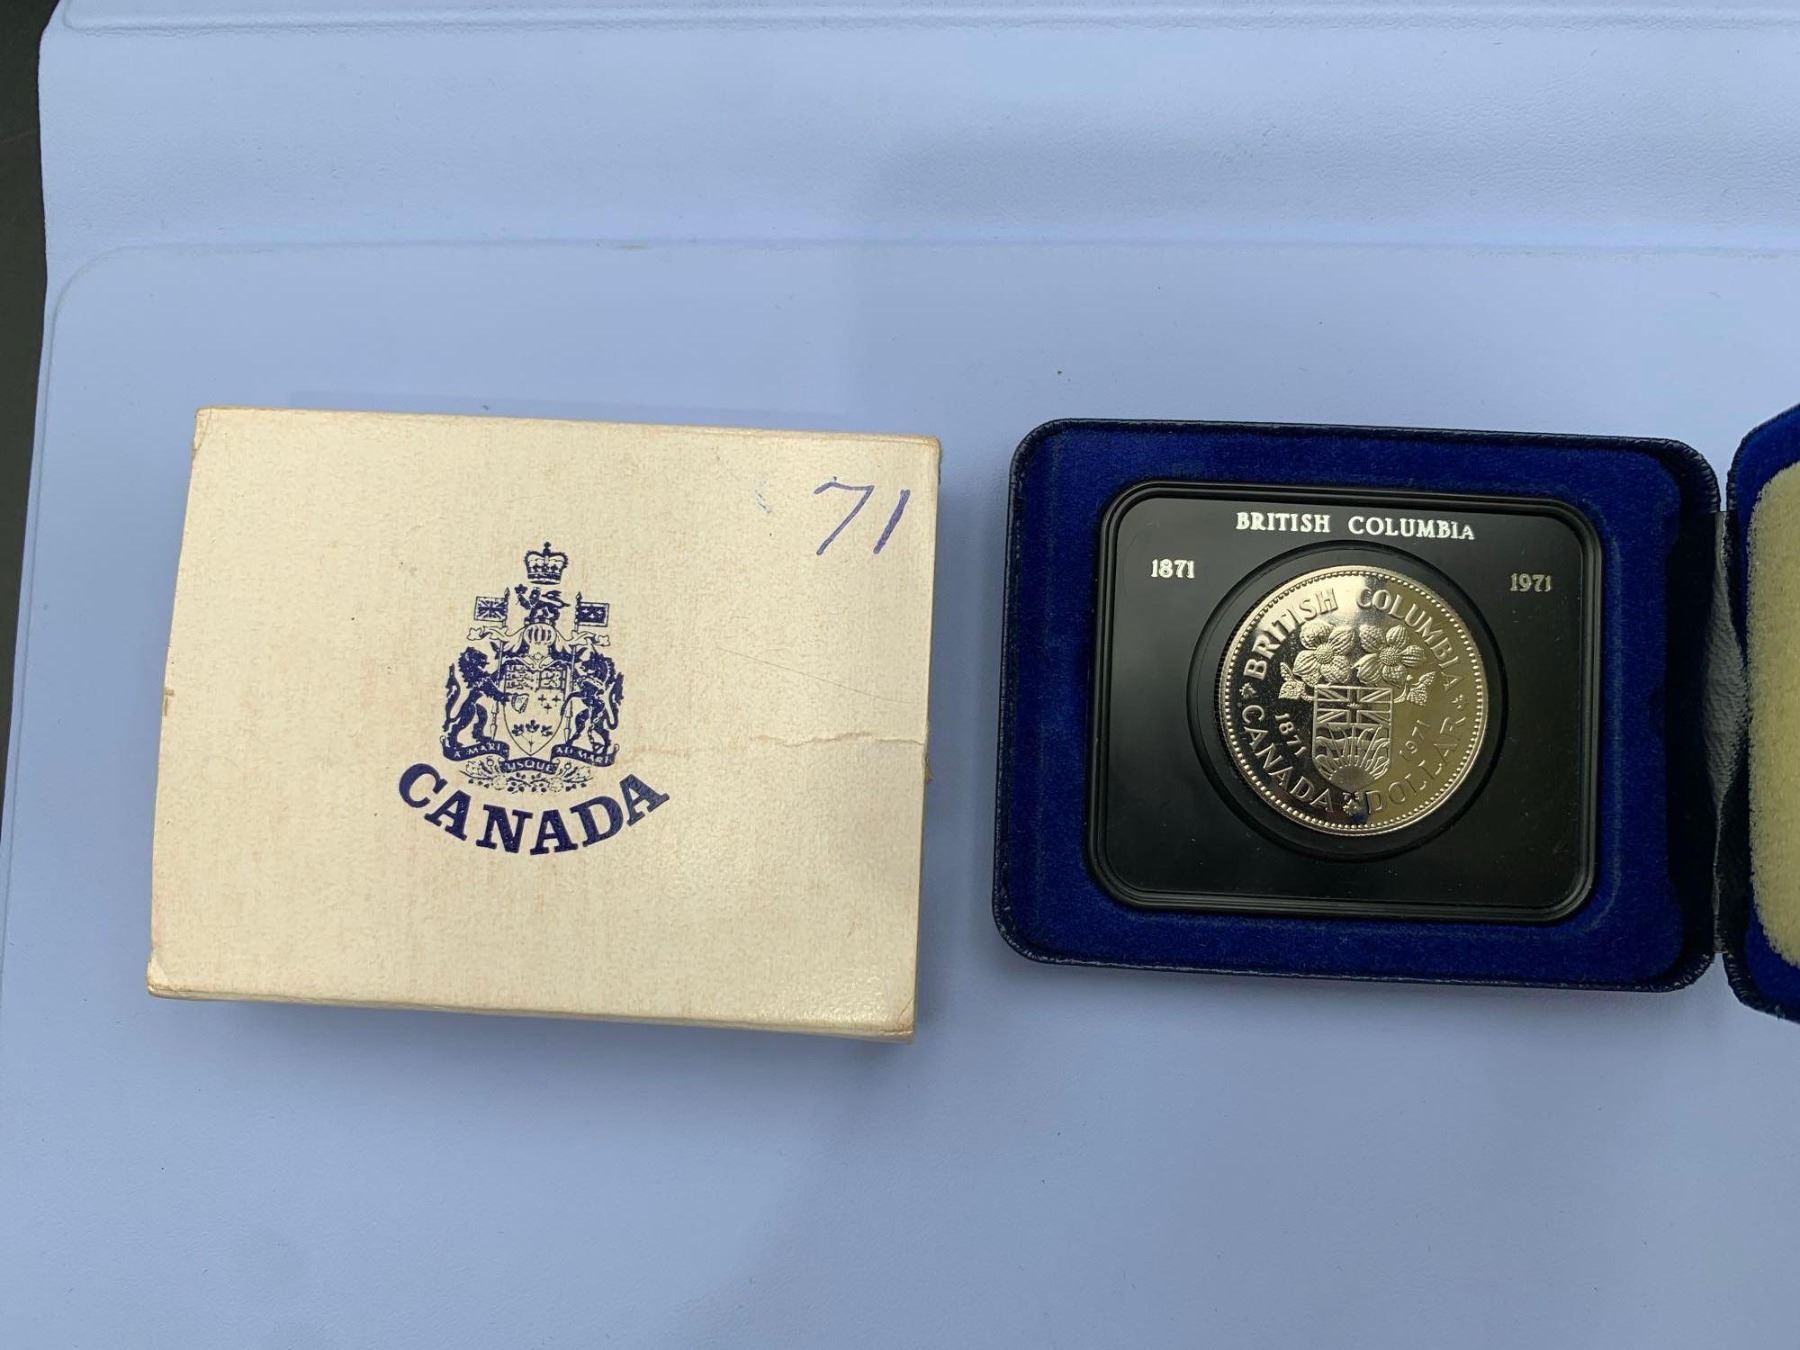 71
A MARI USQUE AD MARE
CANADA
BRITISH COLUMBIA
1871 1971
BRITISH COLUMBIA
1871 1971
CANADA DOLLAR